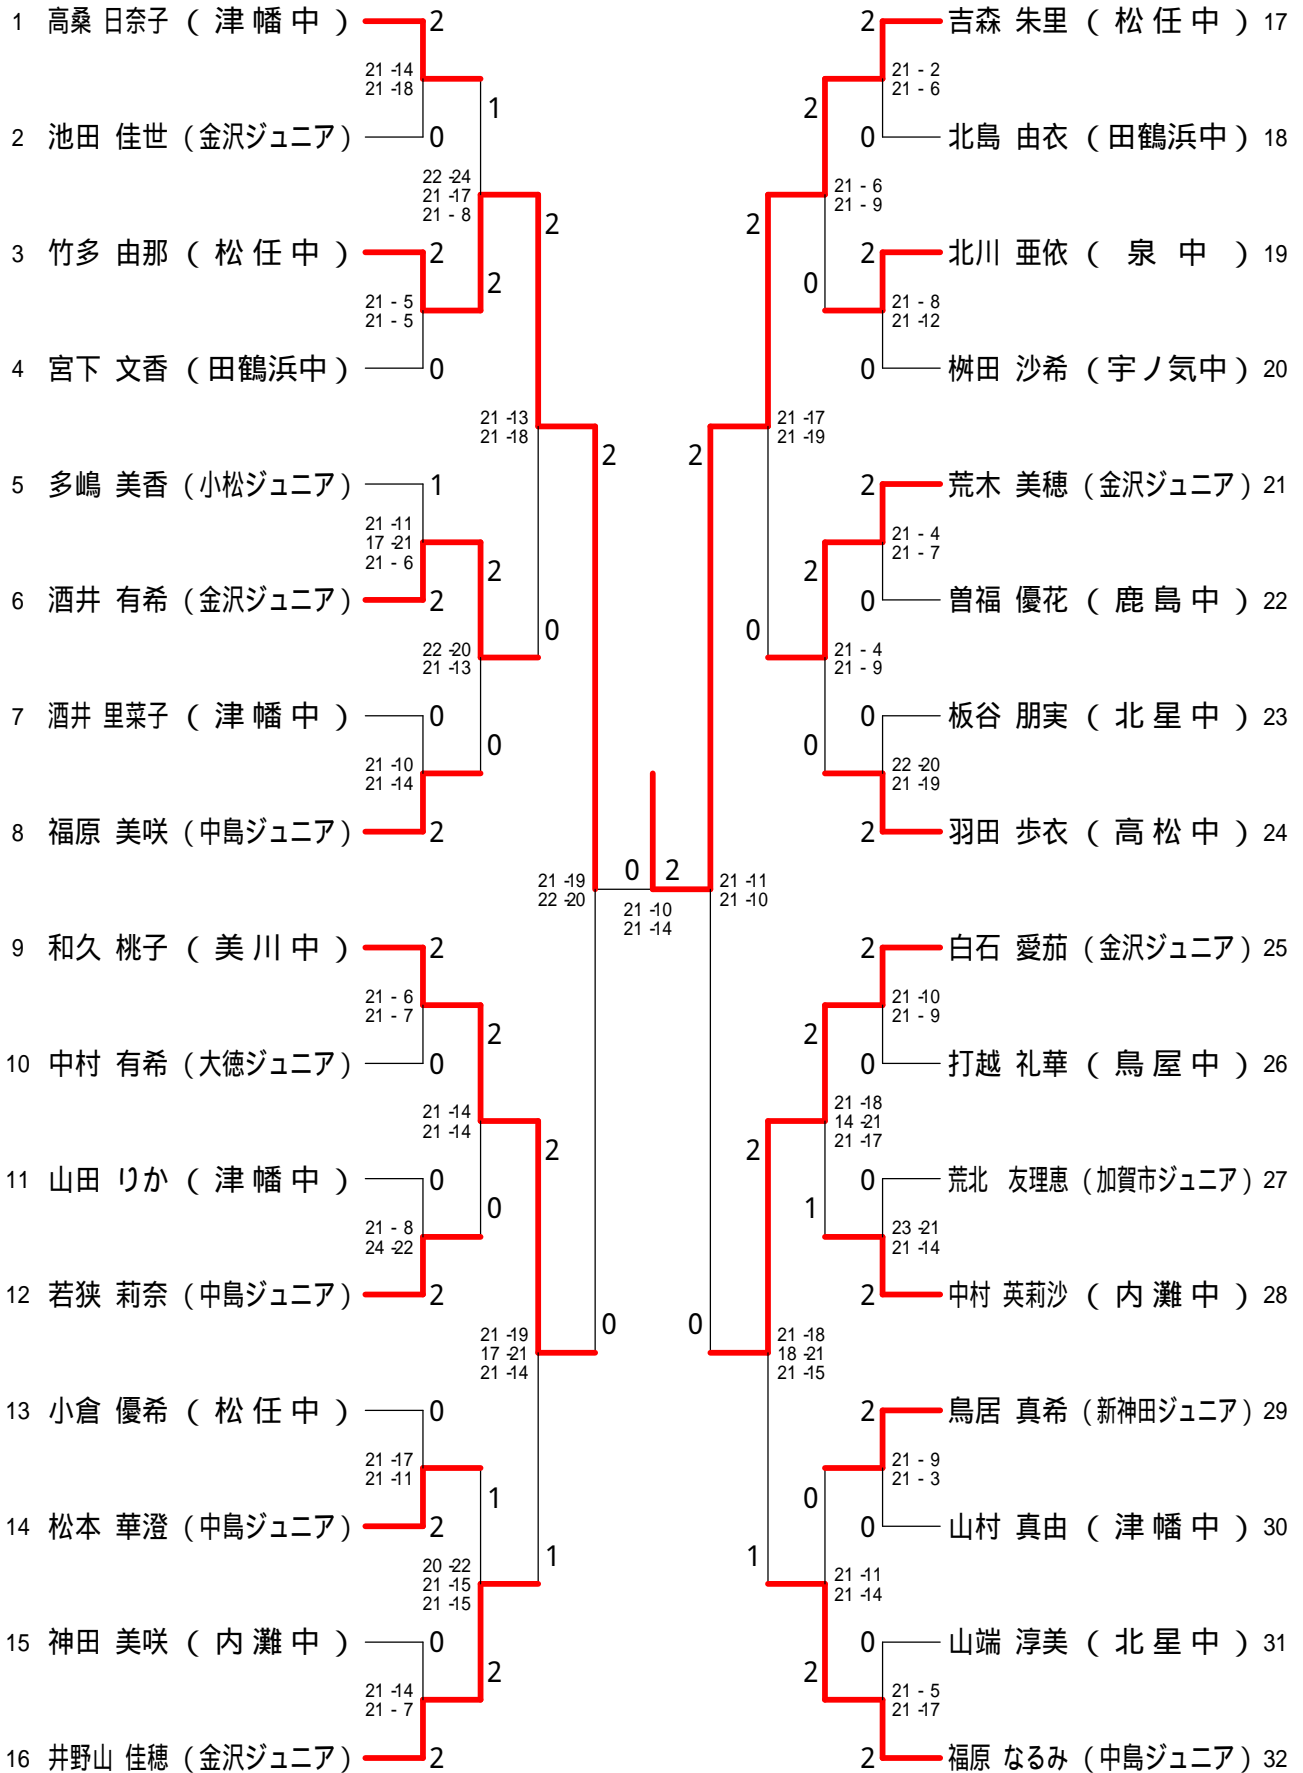 1 高桑 日奈子 ( 津 幡 中 ) 2
21 -14
21 -18
1
2 池田 佳世 (金沢ジュニア) 0
22 -24
21 -17
21 - 8
2
3 竹多 由那 ( 松 任 中 ) 2
2
21 - 5
21 - 5
4 宮下 文香 (田鶴浜中) 0
21 -13
21 -18
2
5 多嶋 美香 (小松ジュニア) 1
21 -11
17 -21
21 - 6
2
6 酒井 有希 (金沢ジュニア) 2
0
22 -20
21 -13
7 酒井 里菜子 ( 津 幡 中 ) 0
0
21 -10
21 -14
8 福原 美咲 (中島ジュニア) 2
21 -19
22 -20
0 2
21 -10
21 -14
9 和久 桃子 ( 美 川 中 ) 2
21 - 6
21 - 7
2
10 中村 有希 (大徳ジュニア) 0
21 -14
21 -14
2
11 山田 りか ( 津 幡 中 ) 0
0
21 - 8
24 -22
12 若狭 莉奈 (中島ジュニア) 2
21 -19
17 -21
21 -14
0
13 小倉 優希 ( 松 任 中 ) 0
21 -17
21 -11
1
14 松本 華澄 (中島ジュニア) 2
1
20 -22
21 -15
21 -15
15 神田 美咲 ( 内 灘 中 ) 0
2
21 -14
21 - 7
16 井野山 佳穂 (金沢ジュニア) 2
2 吉森 朱里 ( 松 任 中 ) 17
21 - 2
21 - 6
2
0 北島 由衣 (田鶴浜中) 18
21 - 6
21 - 9
2
2 北川 亜依 ( 泉 中 ) 19
0
21 - 8
21 -12
0 桝田 沙希 (宇ノ気中) 20
21 -17
21 -19
2
2 荒木 美穂 (金沢ジュニア) 21
21 - 4
21 - 7
2
0 曽福 優花 ( 鹿 島 中 ) 22
0
21 - 4
21 - 9
0 板谷 朋実 ( 北 星 中 ) 23
0
22 -20
21 -19
2 羽田 歩衣 ( 高 松 中 ) 24
21 -11
21 -10
2 白石 愛茄 (金沢ジュニア) 25
21 -10
21 - 9
2
0 打越 礼華 ( 鳥 屋 中 ) 26
21 -18
14 -21
21 -17
2
0 荒北 友理恵 (加賀市ジュニア) 27
1
23 -21
21 -14
2 中村 英莉沙 ( 内 灘 中 ) 28
0
21 -18
18 -21
21 -15
2 鳥居 真希 (新神田ジュニア) 29
21 - 9
21 - 3
0
0 山村 真由 ( 津 幡 中 ) 30
1
21 -11
21 -14
0 山端 淳美 ( 北 星 中 ) 31
2
21 - 5
21 -17
2 福原 なるみ (中島ジュニア) 32